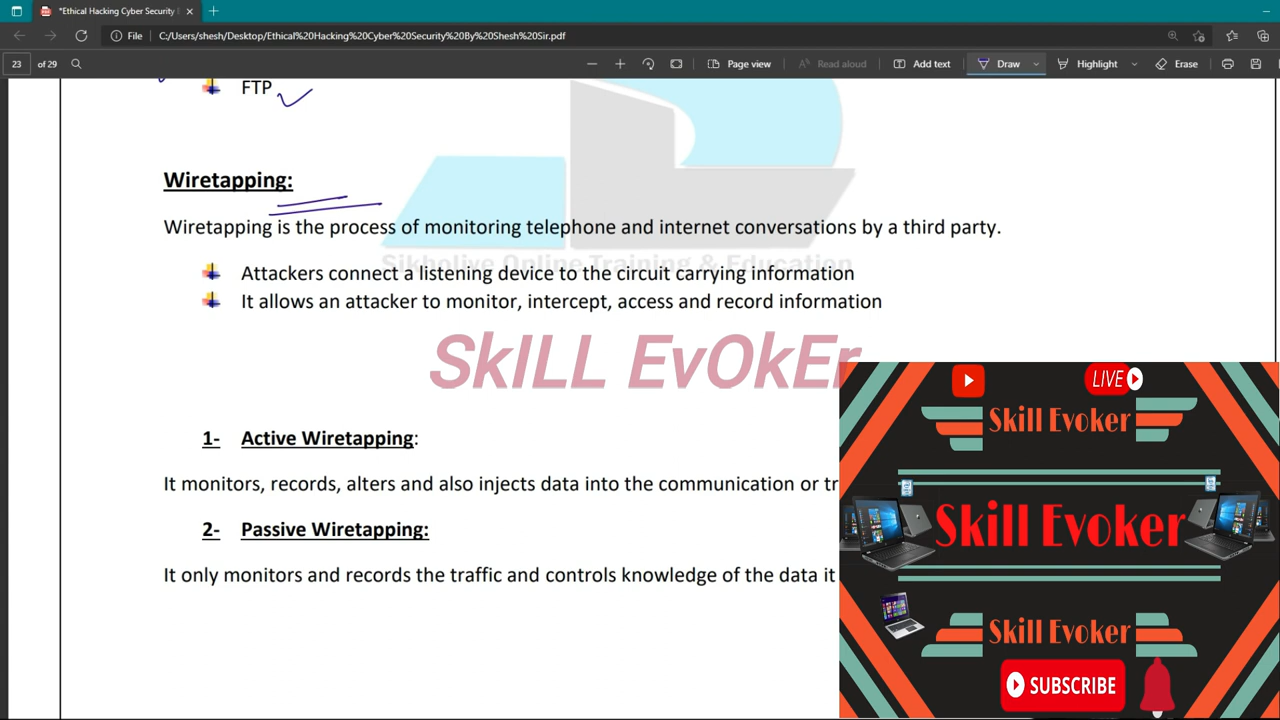 *Ethical Hacking Cyber Security
File C:/Users/shesh/Desktop/Ethical%20Hacking%20Cyber%20Security%20By%20Shesh%20Sir.pdf
23 of 29 Page view Read aloud Add text Draw Highlight Erase
FTP
Wiretapping:
Wiretapping is the process of monitoring telephone and internet conversations by a third party.
Sikholive Online Training & Education
Attackers connect a listening device to the circuit carrying information
It allows an attacker to monitor, intercept, access and record information
SkILL EvOkEr
LIVE
Skill Evoker
1- Active Wiretapping:
It monitors, records, alters and also injects data into the communication or tr
Skill Evoker
2- Passive Wiretapping:
It only monitors and records the traffic and controls knowledge of the data it
Skill Evoker
SUBSCRIBE